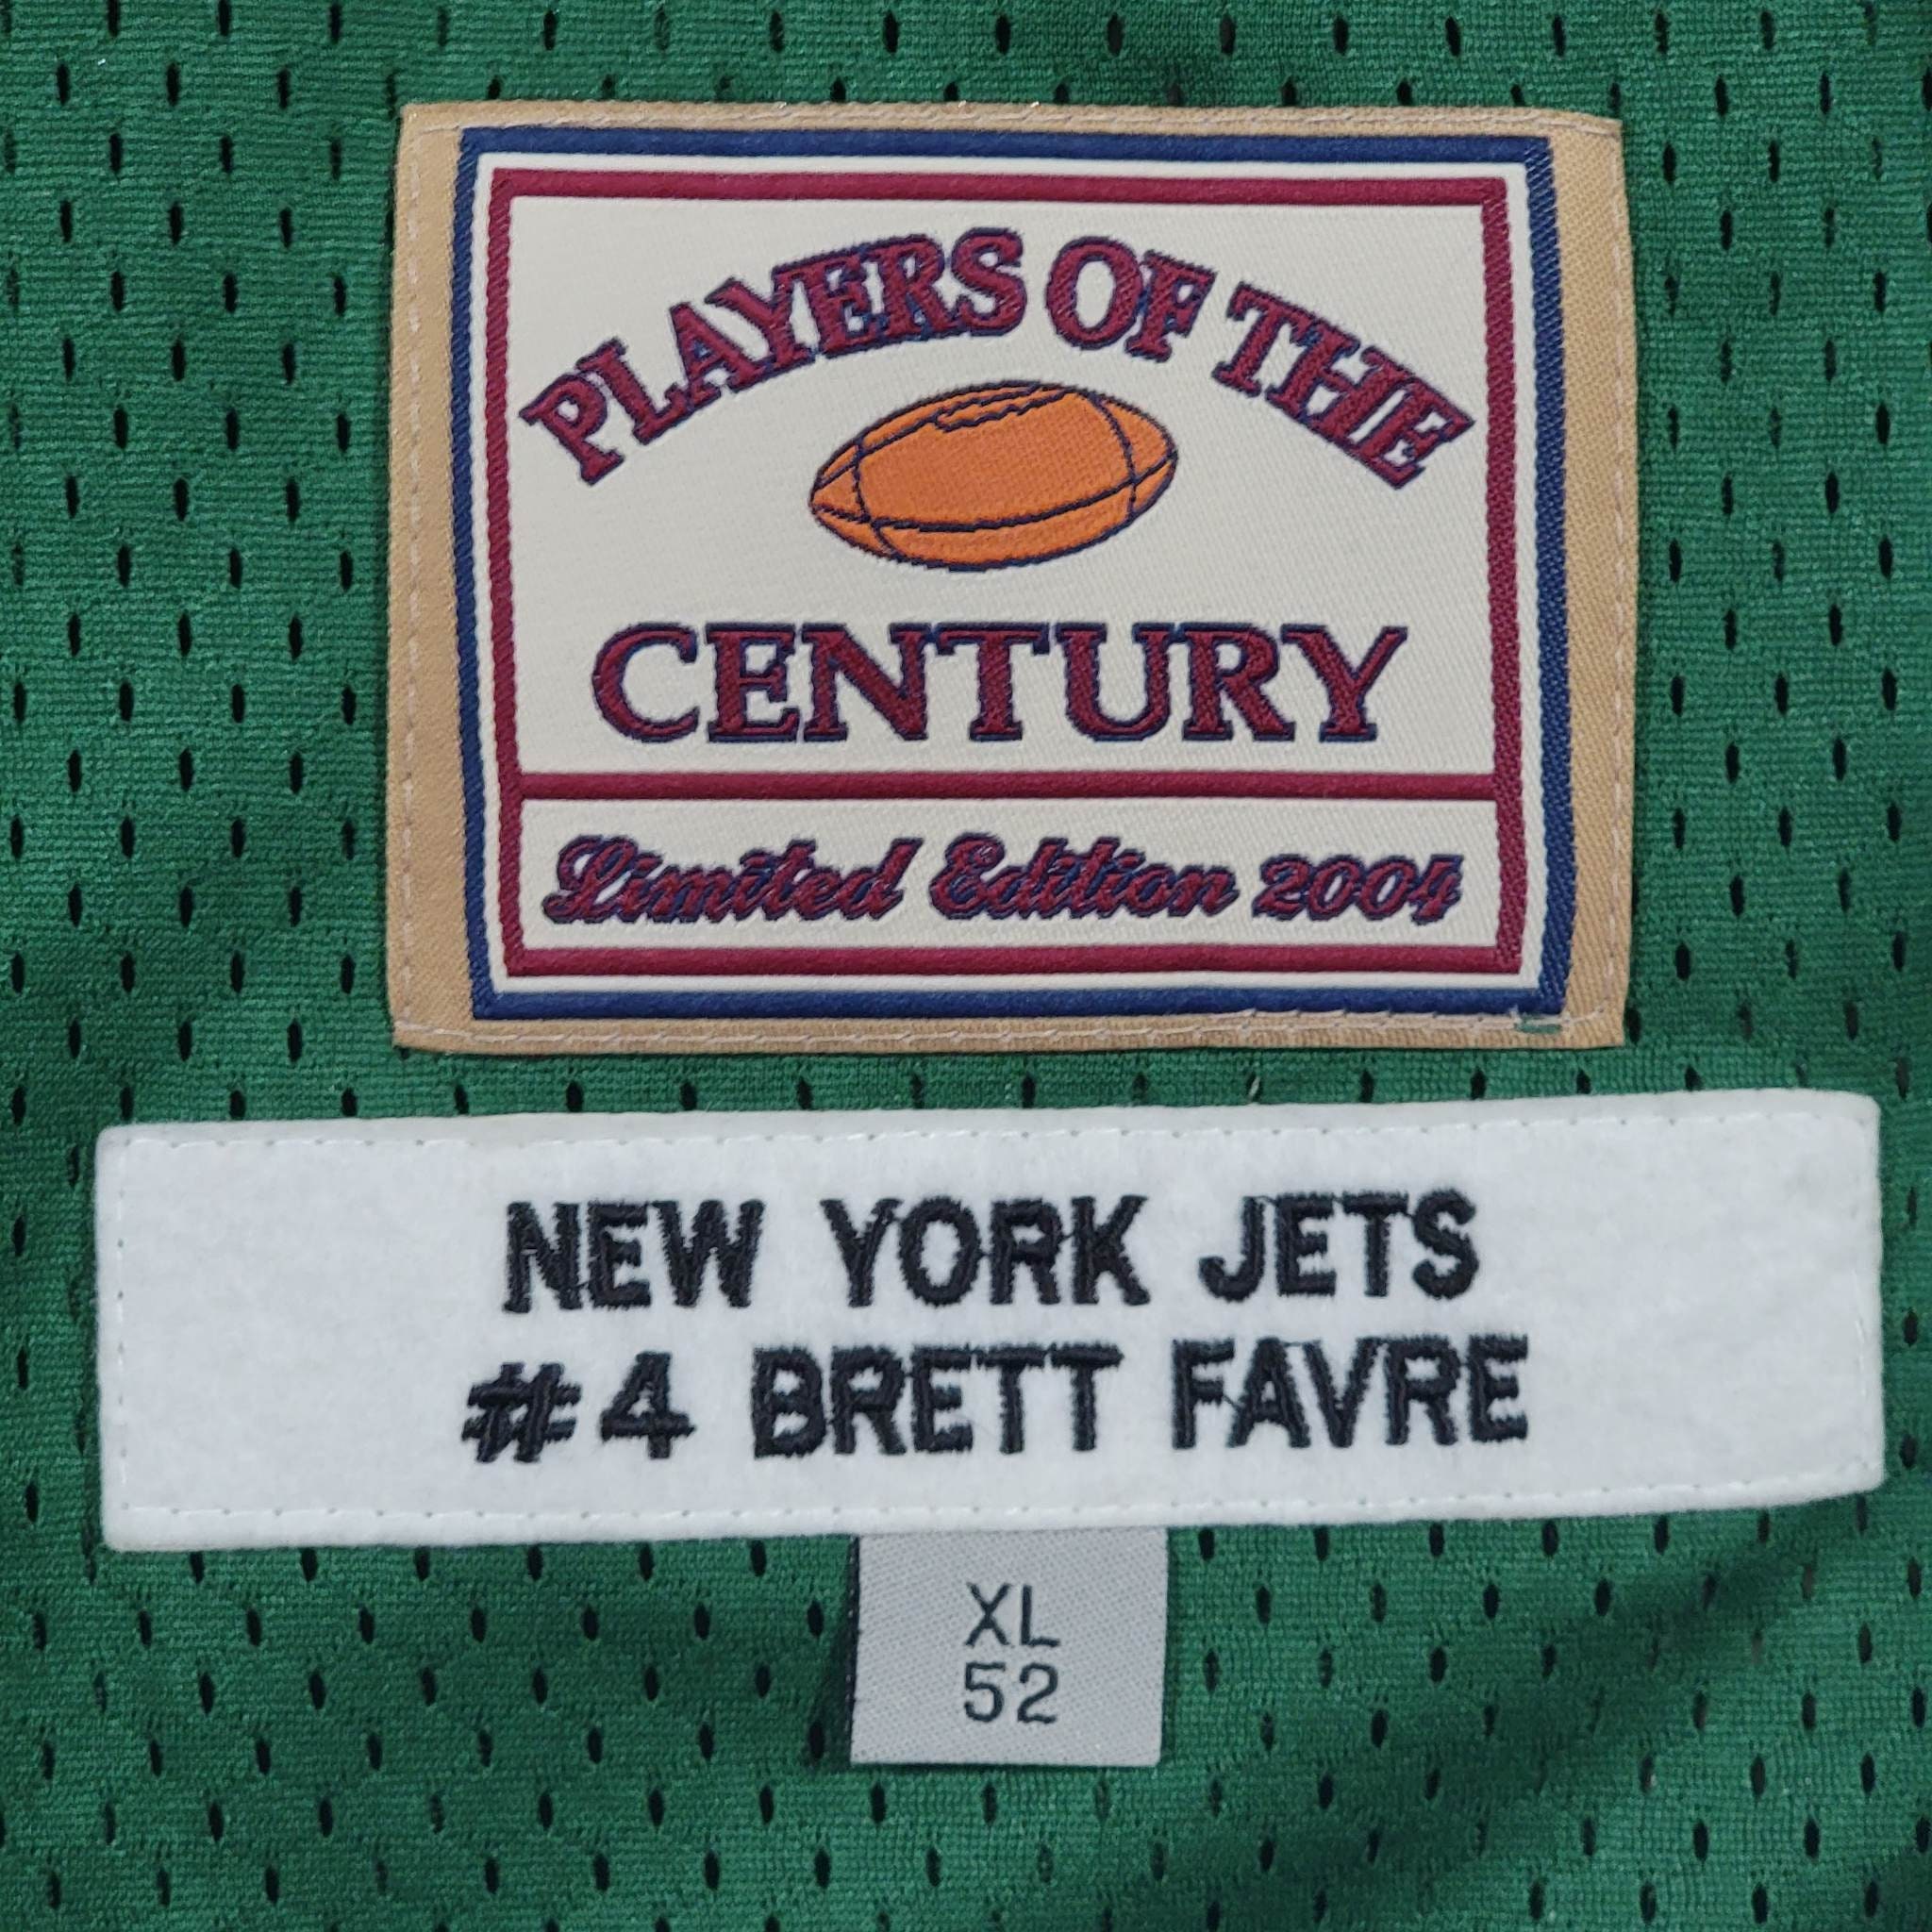 PLAYERS OF THE
CENTURY
Limited Edition 2004
NEW YORK JETS
#4 BRETT FAVRE
XL
52